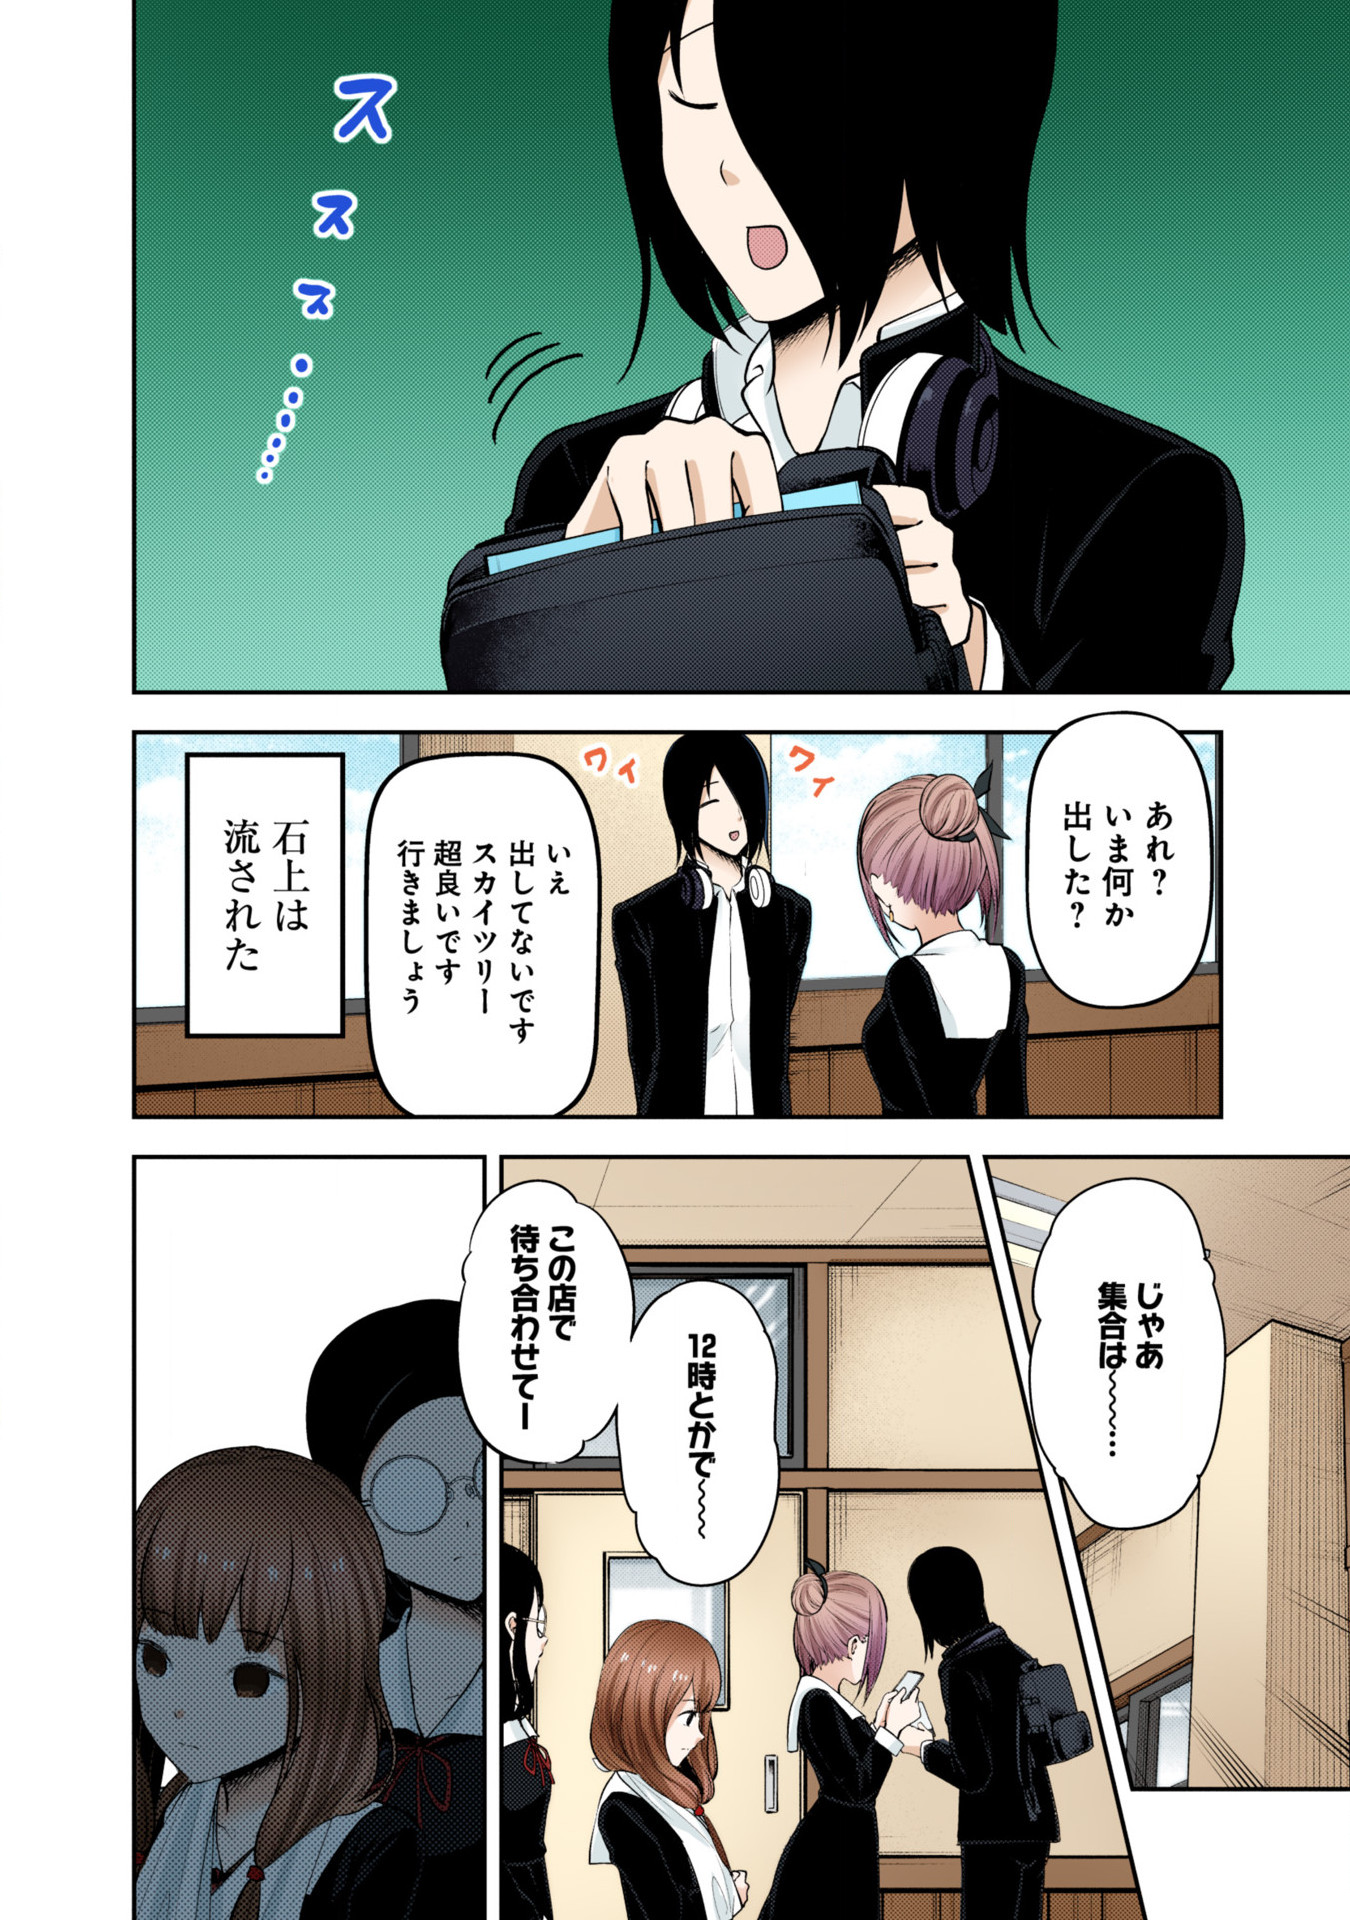 ス
ス
ス・・・・・・
あれ?
いま何か
出した?
ワイ
ワイ
いえ
出してないです
スカイツリー
超良いです
行きましょう
石上は
流された
じゃあ
集合は〜〜……
12時とかで〜〜
この店で
待ち合わせてー